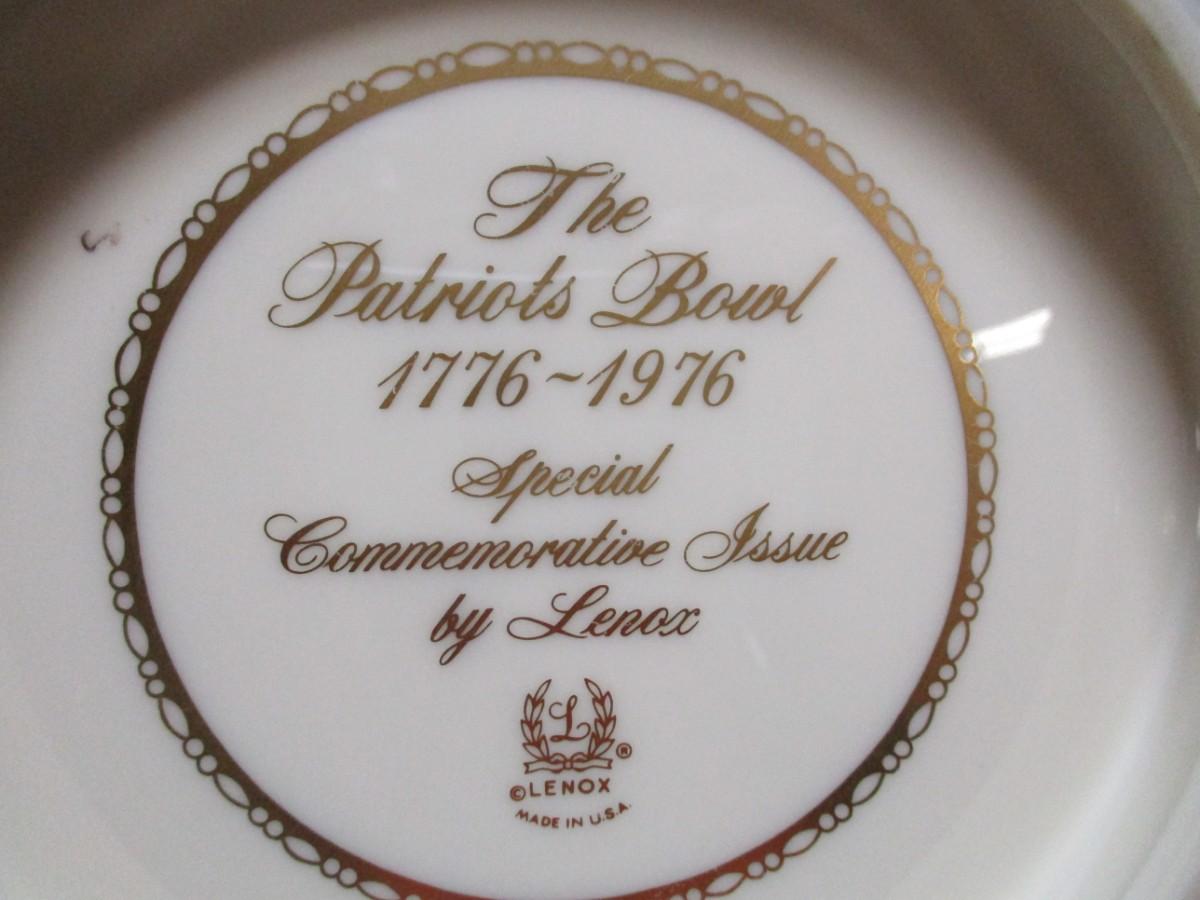 The
Patriots Bowl
1776~1976
Special
Commemorative Issue
by Lenox
L
®
©LENOX
MADE IN U.S.A.